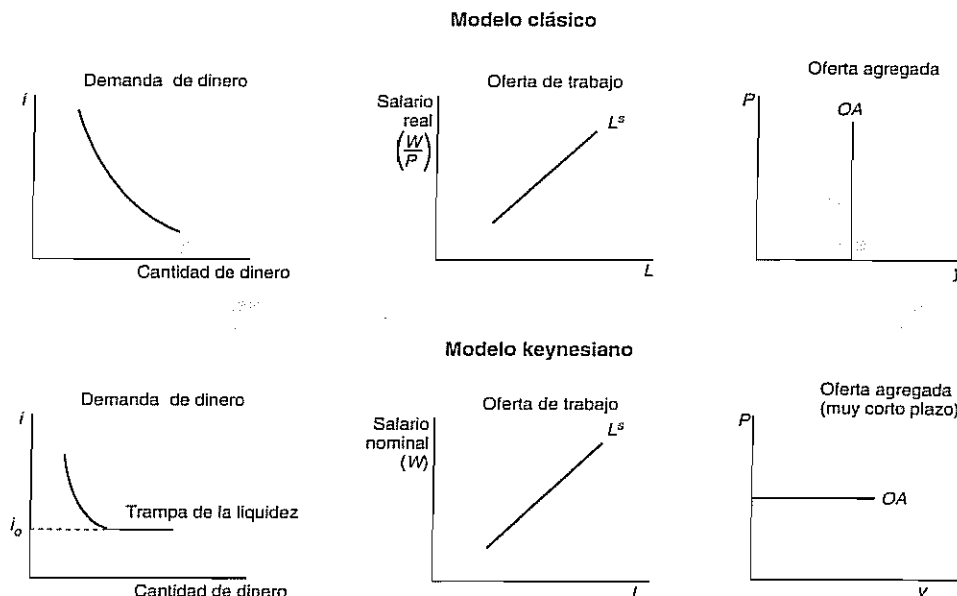 Modelo clásico
Demanda de dinero
i
Cantidad de dinero
Oferta de trabajo
Salario
real
(W/P)
L^s
L
Oferta agregada
P
OA
Modelo keynesiano
Demanda de dinero
i
i_o
Trampa de la liquidez
Cantidad de dinero
Oferta de trabajo
Salario
nominal
(W)
L^s
Oferta agregada
(muy corto plazo)
P
OA